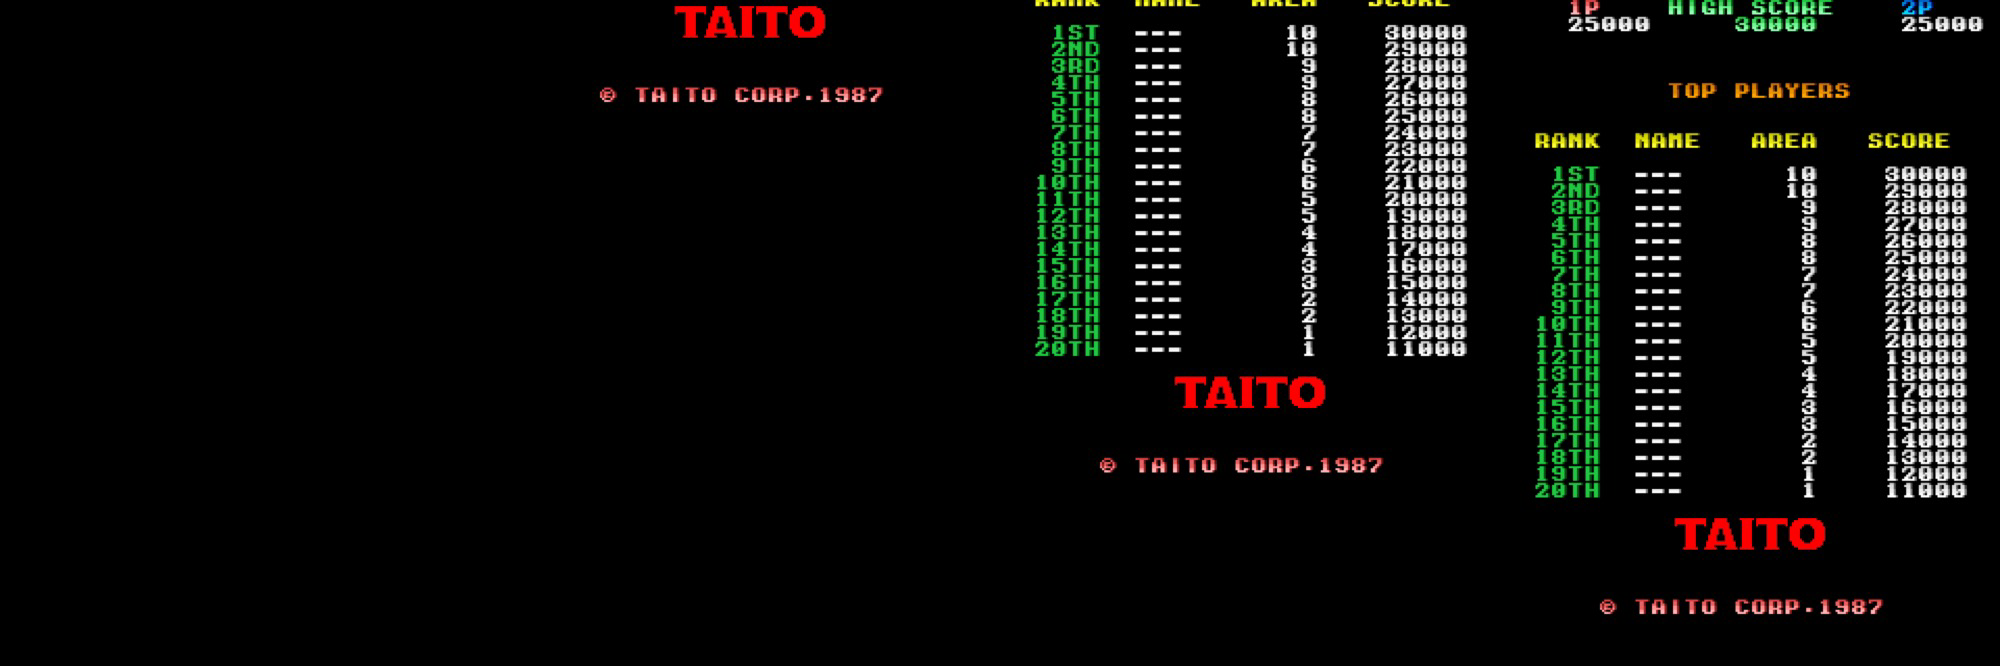 TAITO
© TAITO CORP.1987
RANK NAME AREA SCORE
1ST --- 10 30000
2ND --- 10 29000
3RD --- 9 28000
4TH --- 9 27000
5TH --- 8 26000
6TH --- 8 25000
7TH --- 7 24000
8TH --- 7 23000
9TH --- 6 22000
10TH --- 6 21000
11TH --- 5 20000
12TH --- 5 19000
13TH --- 4 18000
14TH --- 4 17000
15TH --- 3 16000
16TH --- 3 15000
17TH --- 2 14000
18TH --- 2 13000
19TH --- 1 12000
20TH --- 1 11000
TAITO
© TAITO CORP.1987
1P HIGH SCORE 2P
25000 30000 25000
TOP PLAYERS
RANK NAME AREA SCORE
1ST --- 10 30000
2ND --- 10 29000
3RD --- 9 28000
4TH --- 9 27000
5TH --- 8 26000
6TH --- 8 25000
7TH --- 7 24000
8TH --- 7 23000
9TH --- 6 22000
10TH --- 6 21000
11TH --- 5 20000
12TH --- 5 19000
13TH --- 4 18000
14TH --- 4 17000
15TH --- 3 16000
16TH --- 3 15000
17TH --- 2 14000
18TH --- 2 13000
19TH --- 1 12000
20TH --- 1 11000
TAITO
© TAITO CORP.1987